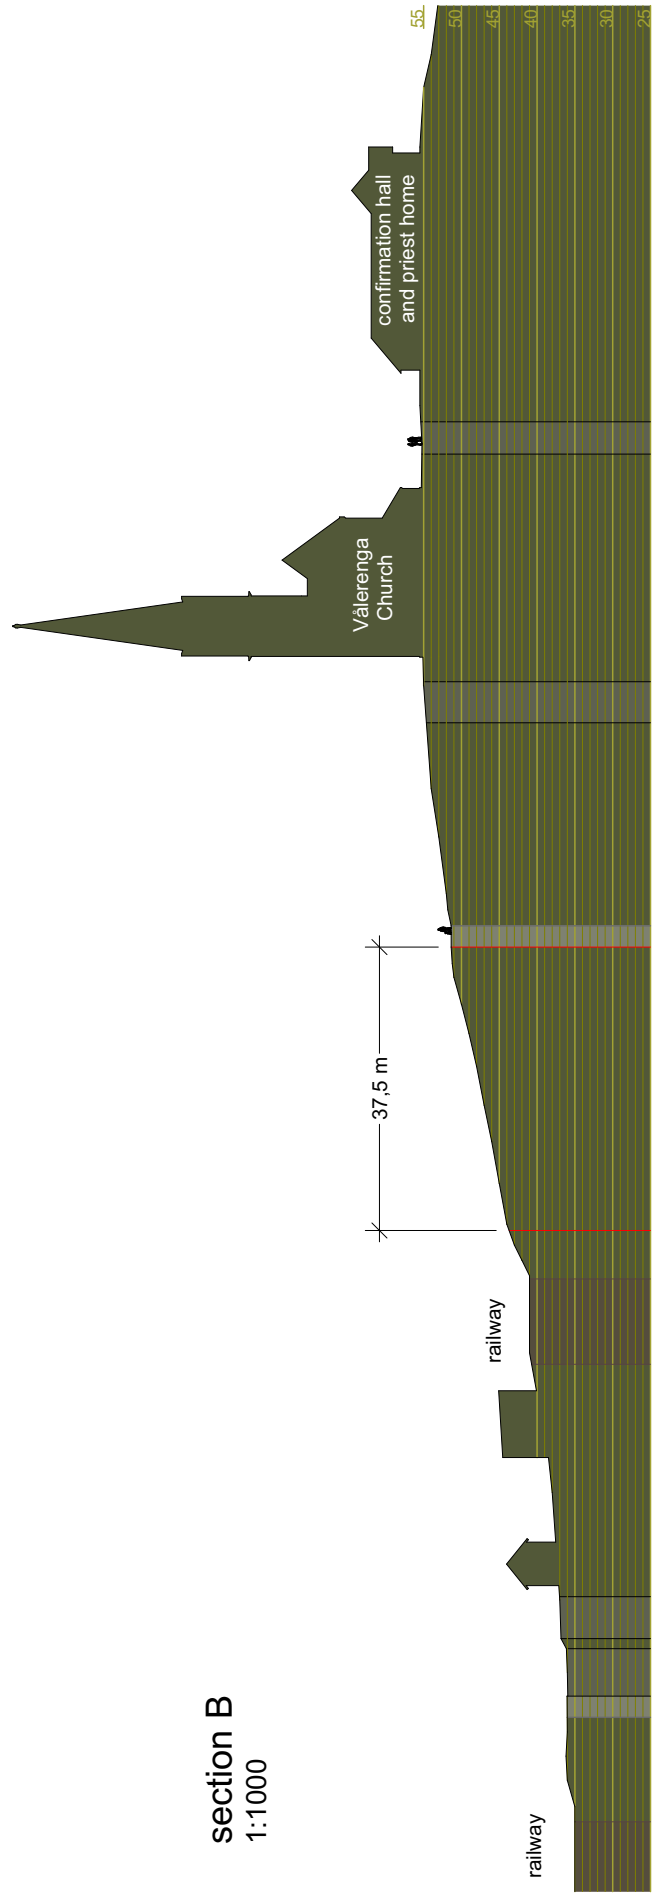 section B
1:1000
railway
railway
37,5 m
Vålerenga
Church
confirmation hall
and priest home
55
50
45
40
35
30
25